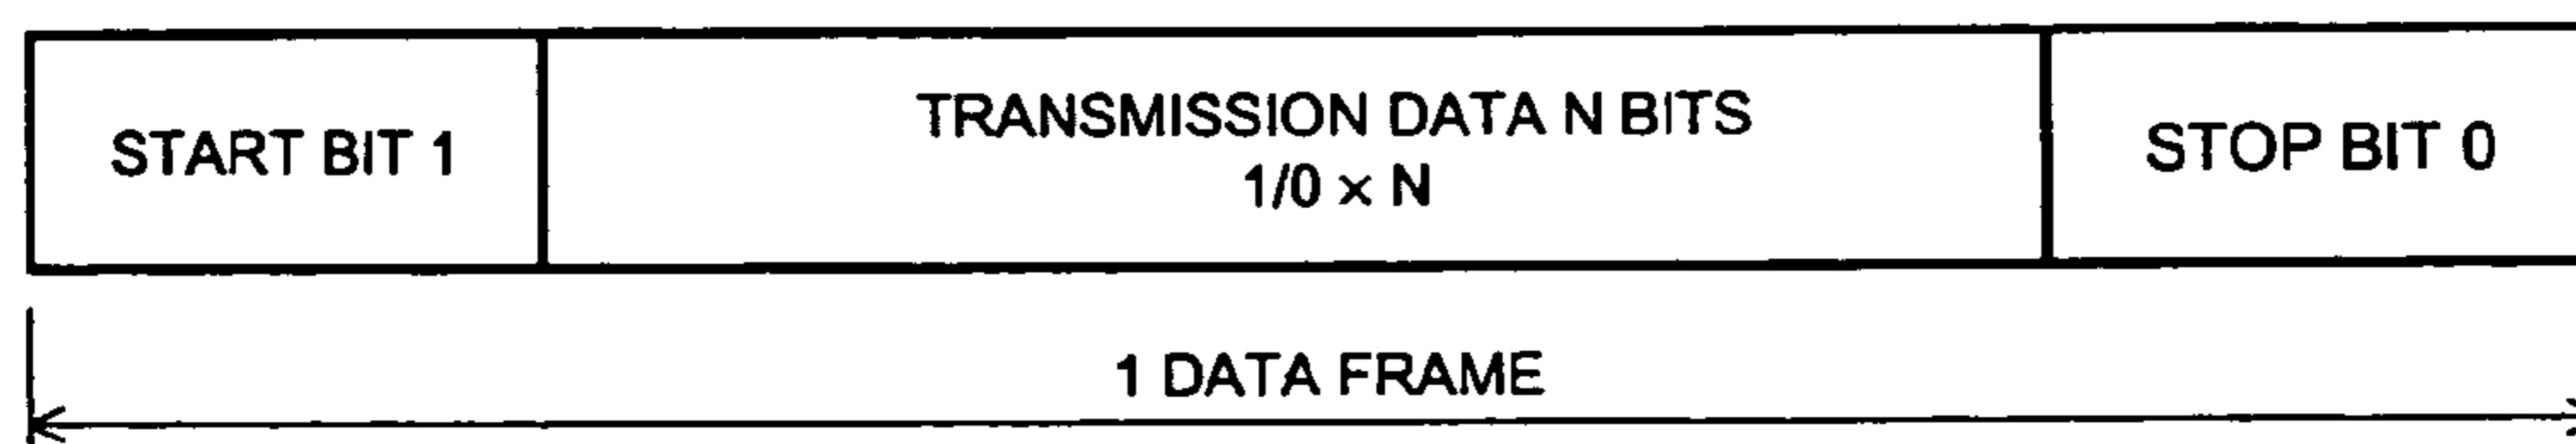 START BIT 1
TRANSMISSION DATA N BITS
1/0 × N
STOP BIT 0
1 DATA FRAME